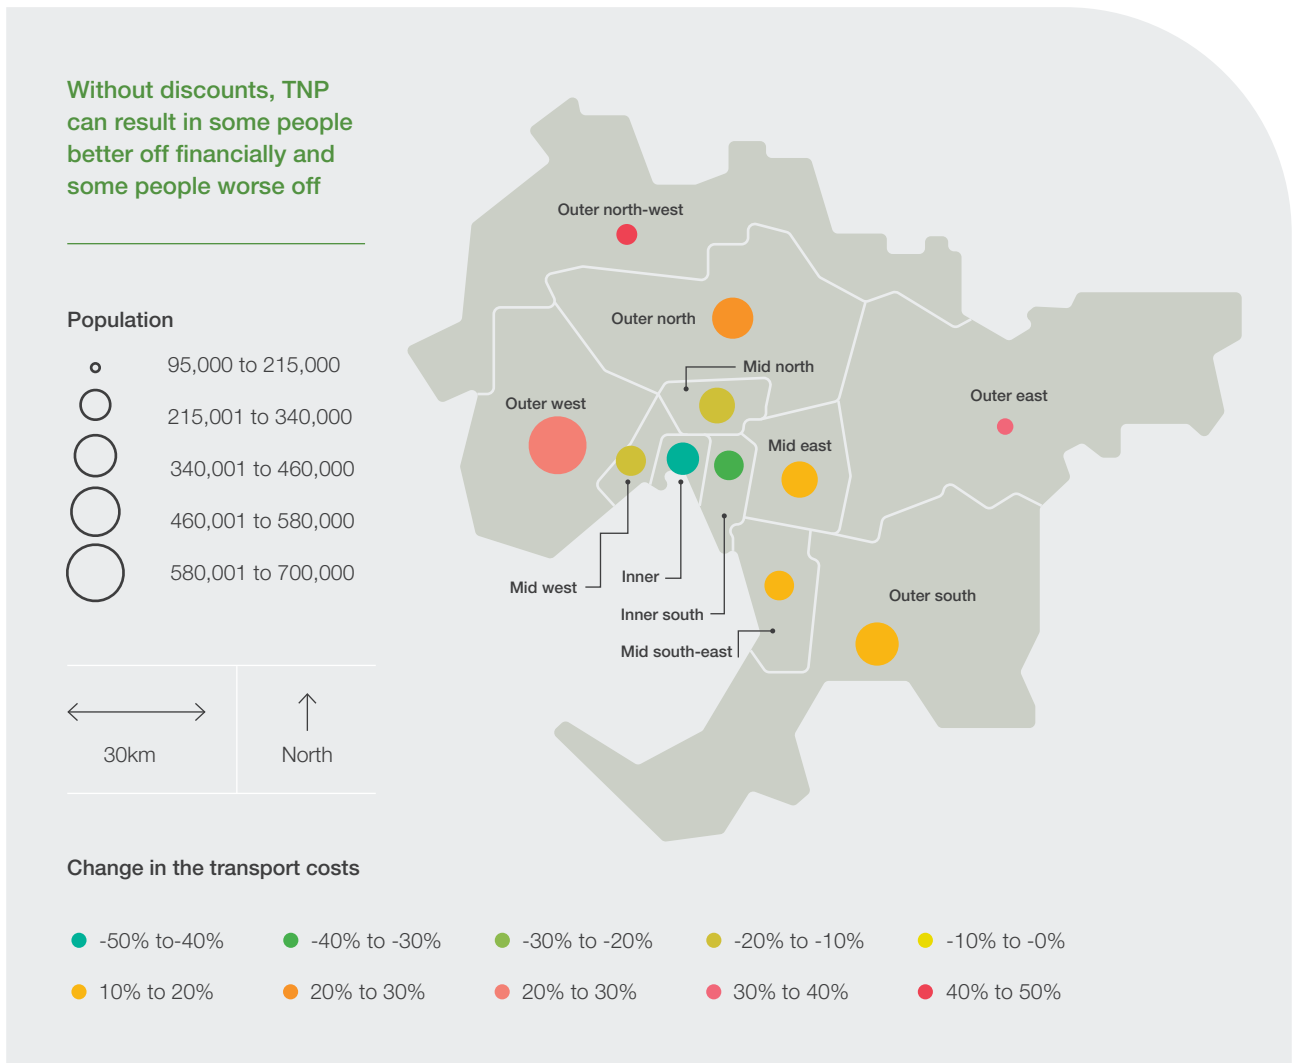 Without discounts, TNP
can result in some people
better off financially and
some people worse off
Population
95,000 to 215,000
215,001 to 340,000
340,001 to 460,000
460,001 to 580,000
580,001 to 700,000
30km
North
Outer north-west
Outer north
Mid north
Outer west
Outer east
Mid east
Mid west
Inner
Inner south
Mid south-east
Outer south
Change in the transport costs
-50% to-40%
-40% to -30%
-30% to -20%
-20% to -10%
-10% to -0%
10% to 20%
20% to 30%
20% to 30%
30% to 40%
40% to 50%